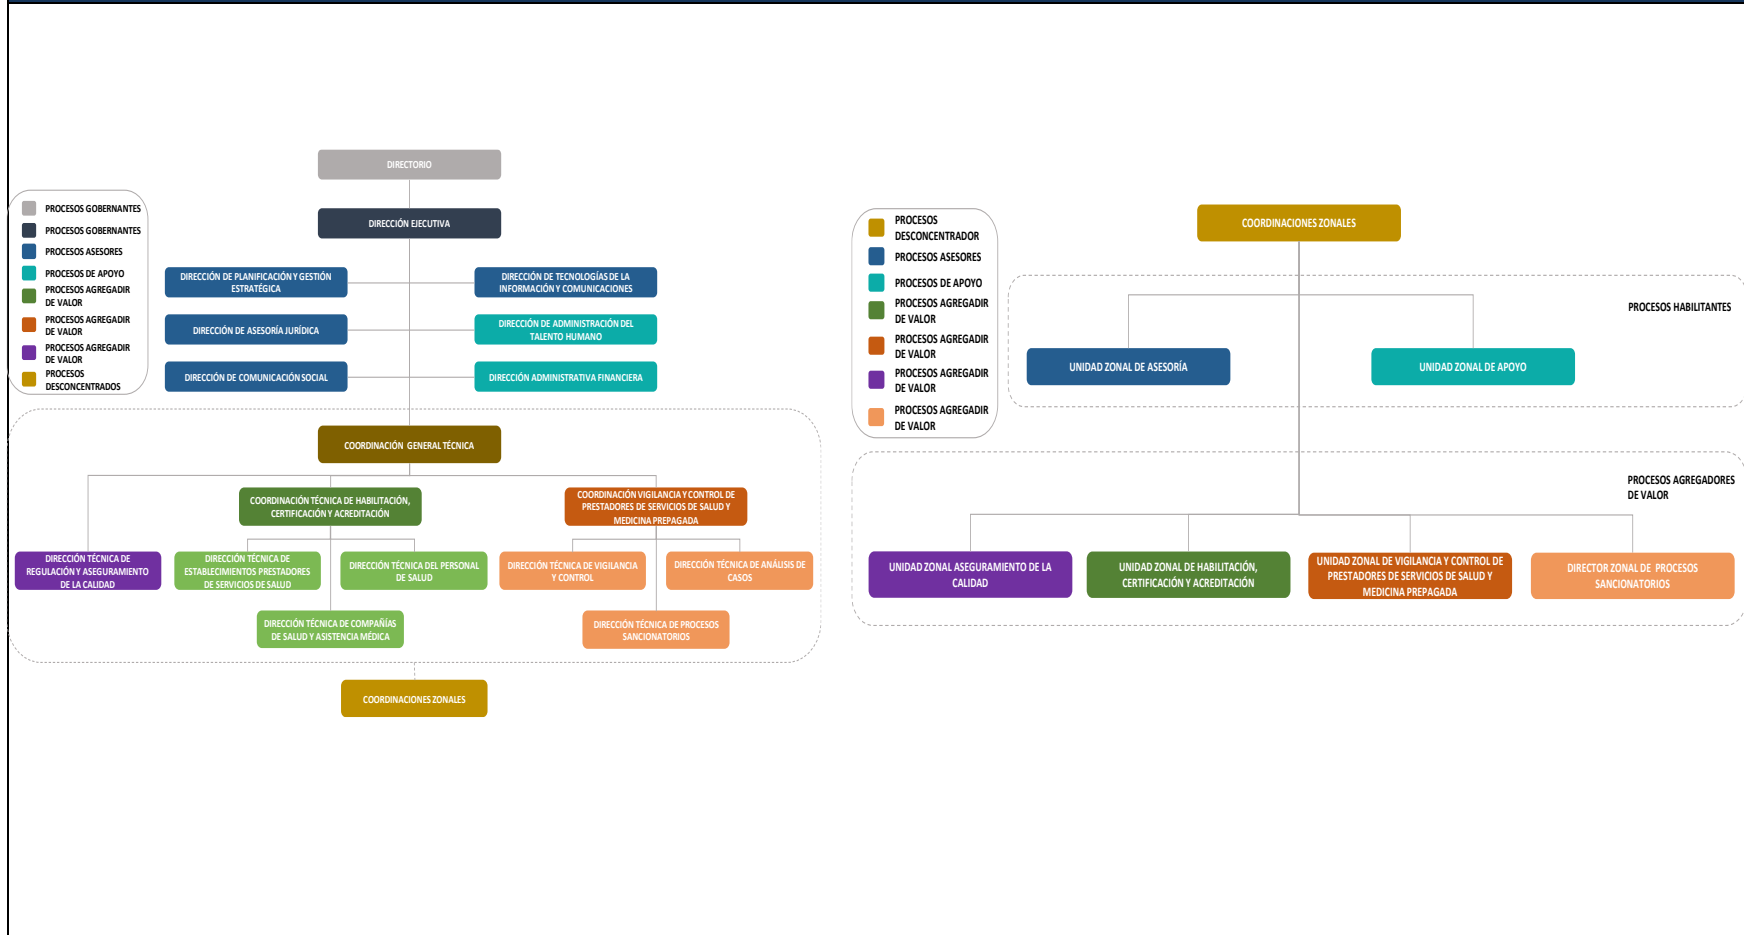 DIRECTORIO
DIRECCIÓN EJECUTIVA
PROCESOS GOBERNANTES
PROCESOS GOBERNANTES
PROCESOS ASESORES
PROCESOS DE APOYO
PROCESOS AGREGADIR
DE VALOR
PROCESOS AGREGADIR
DE VALOR
PROCESOS AGREGADIR
DE VALOR
PROCESOS
DESCONCENTRADOS
DIRECCIÓN DE PLANIFICACIÓN Y GESTIÓN
ESTRATÉGICA
DIRECCIÓN DE TECNOLOGÍAS DE LA
INFORMACIÓN Y COMUNICACIONES
DIRECCIÓN DE ASESORÍA JURÍDICA
DIRECCIÓN DE ADMINISTRACIÓN DEL
TALENTO HUMANO
DIRECCIÓN DE COMUNICACIÓN SOCIAL
DIRECCIÓN ADMINISTRATIVA FINANCIERA
COORDINACIÓN GENERAL TÉCNICA
COORDINACIÓN TÉCNICA DE HABILITACIÓN,
CERTIFICACIÓN Y ACREDITACIÓN
COORDINACIÓN VIGILANCIA Y CONTROL DE
PRESTADORES DE SERVICIOS DE SALUD Y
MEDICINA PREPAGADA
DIRECCIÓN TÉCNICA DE
REGULACIÓN Y ASEGURAMIENTO
DE LA CALIDAD
DIRECCIÓN TÉCNICA DE
ESTABLECIMIENTOS PRESTADORES
DE SERVICIOS DE SALUD
DIRECCIÓN TÉCNICA DEL PERSONAL
DE SALUD
DIRECCIÓN TÉCNICA DE VIGILANCIA
Y CONTROL
DIRECCIÓN TÉCNICA DE ANÁLISIS DE
CASOS
DIRECCIÓN TÉCNICA DE COMPAÑÍAS
DE SALUD Y ASISTENCIA MÉDICA
DIRECCIÓN TÉCNICA DE PROCESOS
SANCIONATORIOS
COORDINACIONES ZONALES
PROCESOS
DESCONCENTRADOR
PROCESOS ASESORES
PROCESOS DE APOYO
PROCESOS AGREGADIR
DE VALOR
PROCESOS AGREGADIR
DE VALOR
PROCESOS AGREGADIR
DE VALOR
PROCESOS AGREGADIR
DE VALOR
COORDINACIONES ZONALES
PROCESOS HABILITANTES
UNIDAD ZONAL DE ASESORÍA
UNIDAD ZONAL DE APOYO
PROCESOS AGREGADORES
DE VALOR
UNIDAD ZONAL ASEGURAMIENTO DE LA
CALIDAD
UNIDAD ZONAL DE HABILITACIÓN,
CERTIFICACIÓN Y ACREDITACIÓN
UNIDAD ZONAL DE VIGILANCIA Y CONTROL DE
PRESTADORES DE SERVICIOS DE SALUD Y
MEDICINA PREPAGADA
DIRECTOR ZONAL DE PROCESOS
SANCIONATORIOS